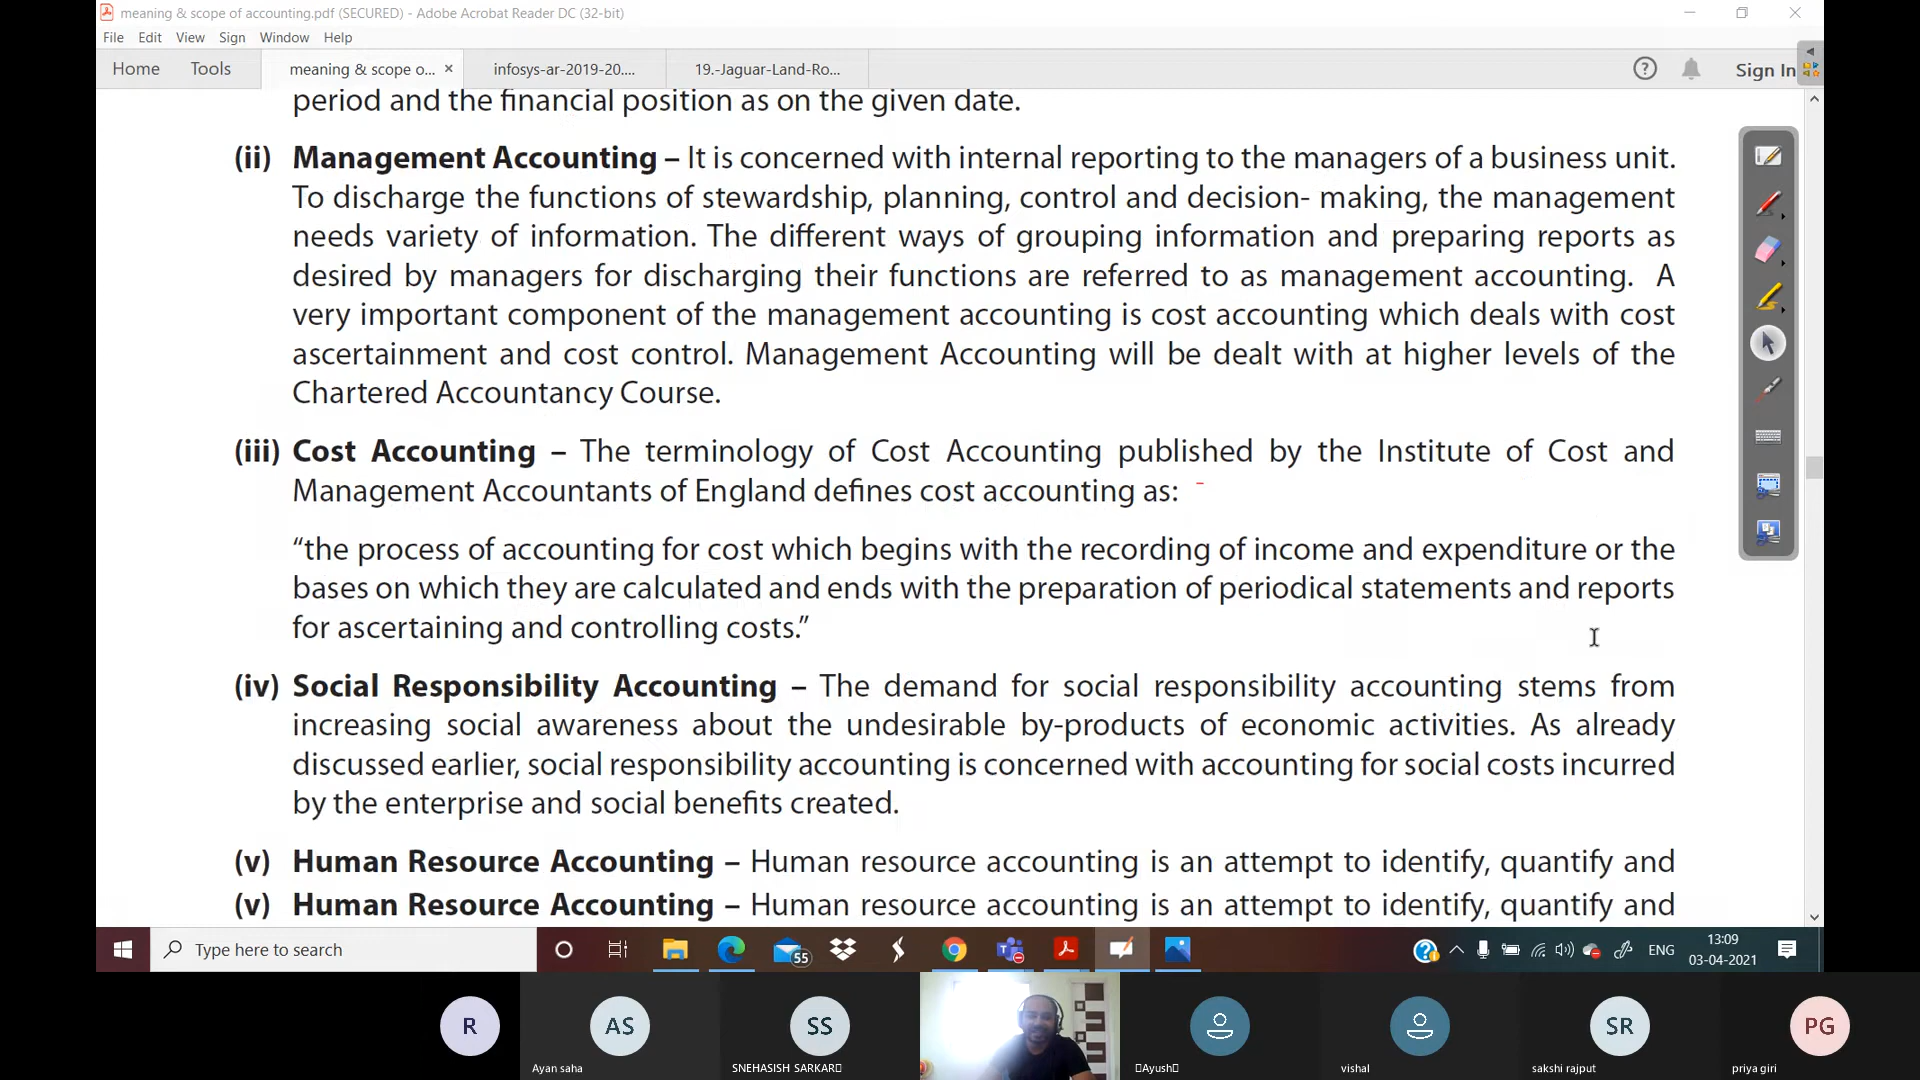 meaning & scope of accounting.pdf (SECURED) - Adobe Acrobat Reader DC (32-bit)
File Edit View Sign Window Help
Home Tools meaning & scope o... × infosys-ar-2019-20.... 19.-Jaguar-Land-Ro... Sign In
period and the financial position as on the given date.
(ii) Management Accounting – It is concerned with internal reporting to the managers of a business unit.
To discharge the functions of stewardship, planning, control and decision- making, the management
needs variety of information. The different ways of grouping information and preparing reports as
desired by managers for discharging their functions are referred to as management accounting. A
very important component of the management accounting is cost accounting which deals with cost
ascertainment and cost control. Management Accounting will be dealt with at higher levels of the
Chartered Accountancy Course.
(iii) Cost Accounting – The terminology of Cost Accounting published by the Institute of Cost and
Management Accountants of England defines cost accounting as:
“the process of accounting for cost which begins with the recording of income and expenditure or the
bases on which they are calculated and ends with the preparation of periodical statements and reports
for ascertaining and controlling costs.”
(iv) Social Responsibility Accounting – The demand for social responsibility accounting stems from
increasing social awareness about the undesirable by-products of economic activities. As already
discussed earlier, social responsibility accounting is concerned with accounting for social costs incurred
by the enterprise and social benefits created.
(v) Human Resource Accounting – Human resource accounting is an attempt to identify, quantify and
(v) Human Resource Accounting – Human resource accounting is an attempt to identify, quantify and
Type here to search 55 ENG 13:09
03-04-2021
R AS SS SR PG
Ayan saha SNEHASISH SARKAR Ayush vishal sakshi rajput priya giri